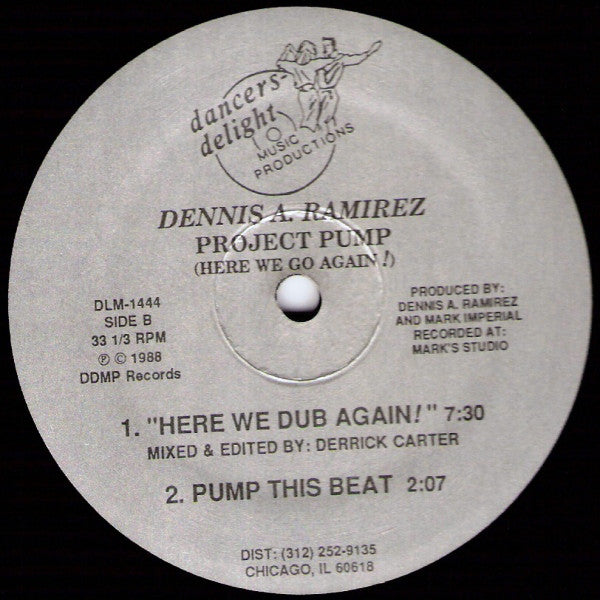 dancers'
delight
MUSIC
PRODUCTIONS
DENNIS A. RAMIREZ
PROJECT PUMP
(HERE WE GO AGAIN!)
DLM-1444
SIDE B
33 1/3 RPM
℗ © 1988
DDMP Records
PRODUCED BY:
DENNIS A. RAMIREZ
AND MARK IMPERIAL
RECORDED AT:
MARK'S STUDIO
1. "HERE WE DUB AGAIN!" 7:30
MIXED & EDITED BY: DERRICK CARTER
2. PUMP THIS BEAT 2:07
DIST: (312) 252-9135
CHICAGO, IL 60618